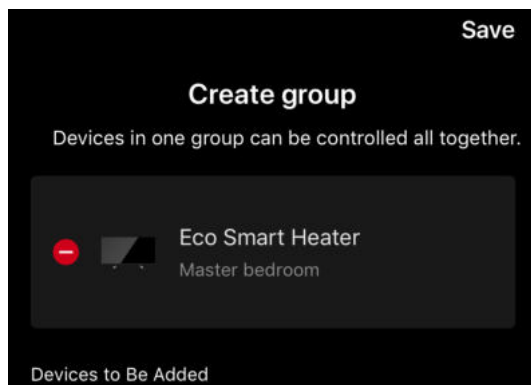 Save
Create group
Devices in one group can be controlled all together.
Eco Smart Heater
Master bedroom
Devices to Be Added